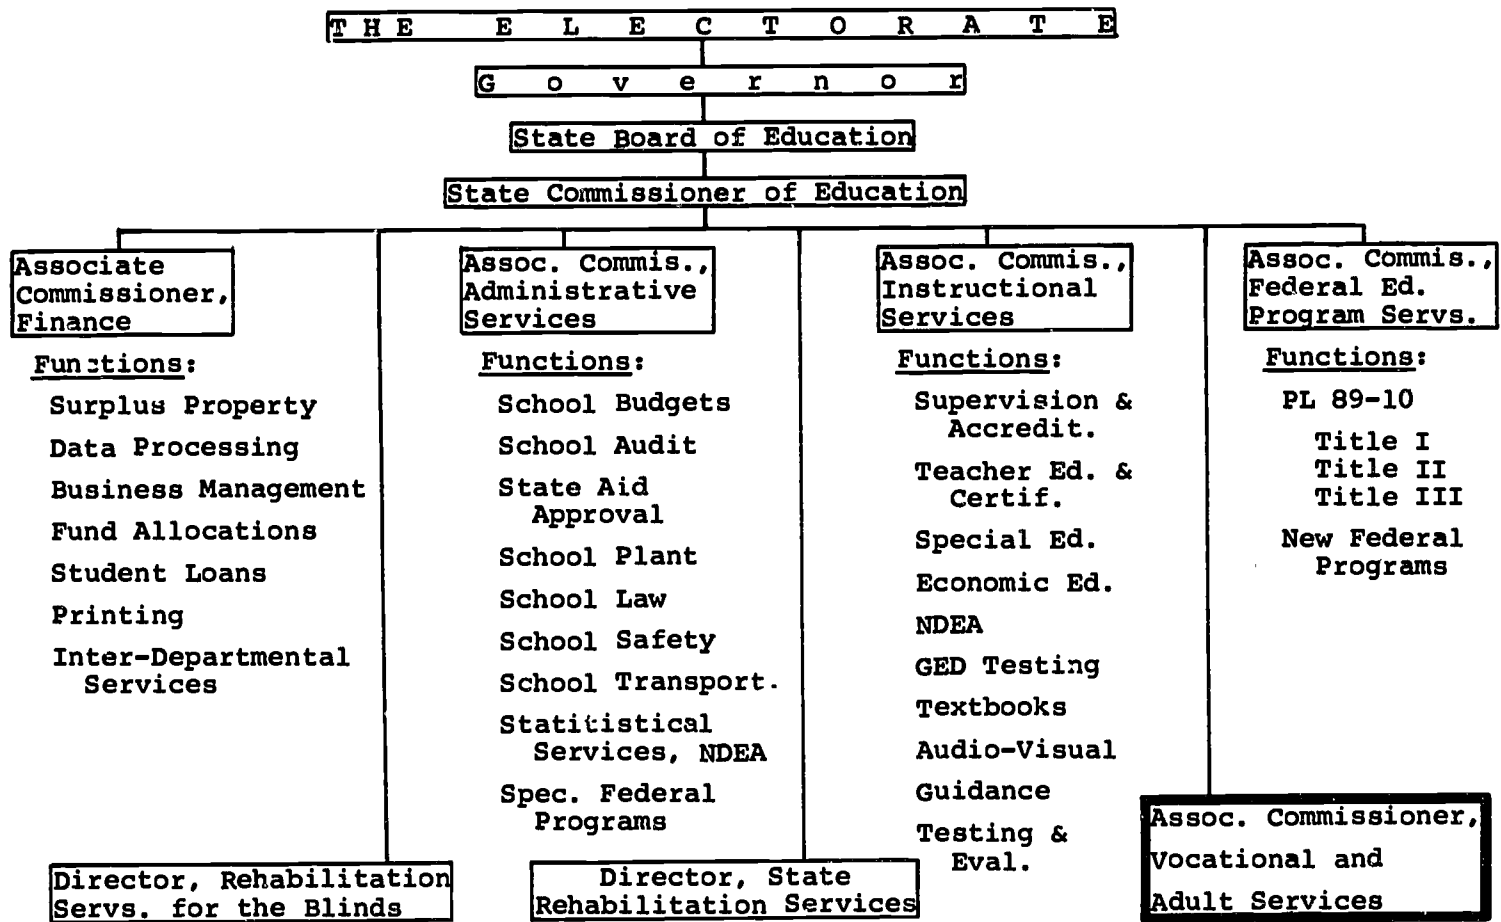 THE ELECTORATE
Governor
State Board of Education
State Commissioner of Education
Associate
Commissioner,
Finance
Functions:
Surplus Property
Data Processing
Business Management
Fund Allocations
Student Loans
Printing
Inter-Departmental
Services
Assoc. Commis.,
Administrative
Services
Functions:
School Budgets
School Audit
State Aid
Approval
School Plant
School Law
School Safety
School Transport.
Statitistical
Services, NDEA
Spec. Federal
Programs
Assoc. Commis.,
Instructional
Services
Functions:
Supervision &
Accredit.
Teacher Ed. &
Certif.
Special Ed.
Economic Ed.
NDEA
GED Testing
Textbooks
Audio-Visual
Guidance
Testing &
Eval.
Assoc. Commis.,
Federal Ed.
Program Servs.
Functions:
PL 89-10
Title I
Title II
Title III
New Federal
Programs
Director, Rehabilitation
Servs. for the Blinds
Director, State
Rehabilitation Services
Assoc. Commissioner,
Vocational and
Adult Services